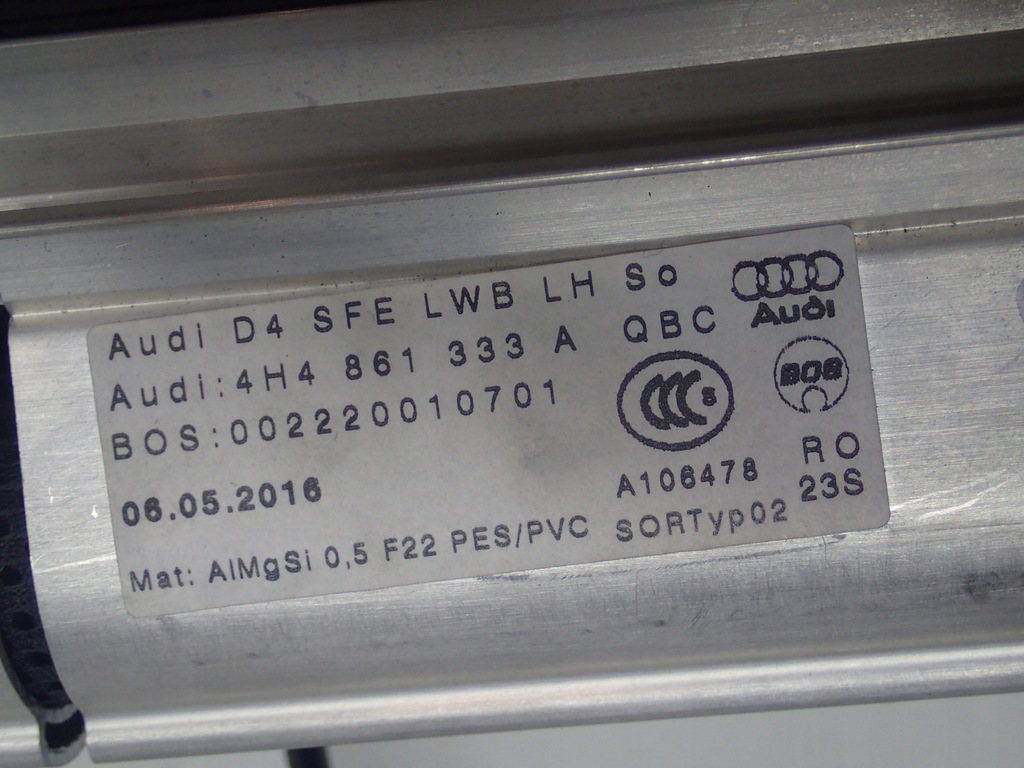 Audi D4 SFE LWB LH So
Audi:4H4 861 333 A QBC
BOS:002220010701
06.05.2016
Mat: AlMgSi 0,5 F22 PES/PVC SORTyp02
Audi
CCC S
BOS
A106478
RO
23S